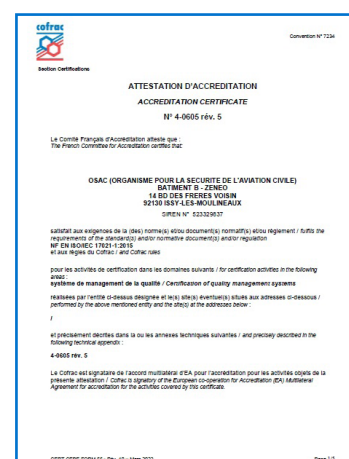 cofrac
Convention N° 7234
Section Certifications
ATTESTATION D'ACCREDITATION
ACCREDITATION CERTIFICATE
N° 4-0605 rév. 5
Le Comité Français d'Accréditation atteste que :
The French Committee for Accreditation certifies that:
OSAC (ORGANISME POUR LA SECURITE DE L'AVIATION CIVILE)
BATIMENT B - ZENEO
14 BD DES FRERES VOISIN
92130 ISSY-LES-MOULINEAUX
SIREN N° 523329837
satisfait aux exigences de la (des) norme(s) et/ou document(s) normatif(s) et/ou règlement / fulfils the
requirements of the standard(s) and/or normative document(s) and/or regulation
NF EN ISO/IEC 17021-1:2015
et aux règles du Cofrac / and Cofrac rules
pour les activités de certification dans les domaines suivants / for certification activities in the following
areas :
système de management de la qualité / Certification of quality management systems
réalisées par l'entité ci-dessus désignée et le(s) site(s) éventuel(s) situés aux adresses ci-dessous /
performed by the above mentioned entity and the site(s) at the addresses below :
/
et précisément décrites dans la ou les annexes techniques suivantes / and precisely described in the
following technical appendix :
4-0605 rév. 5
Le Cofrac est signataire de l'accord multilatéral d'EA pour l'accréditation pour les activités objets de la
présente attestation / Cofrac is signatory of the European co-operation for Accreditation (EA) Multilateral
Agreement for accreditation for the activities covered by this certificate.